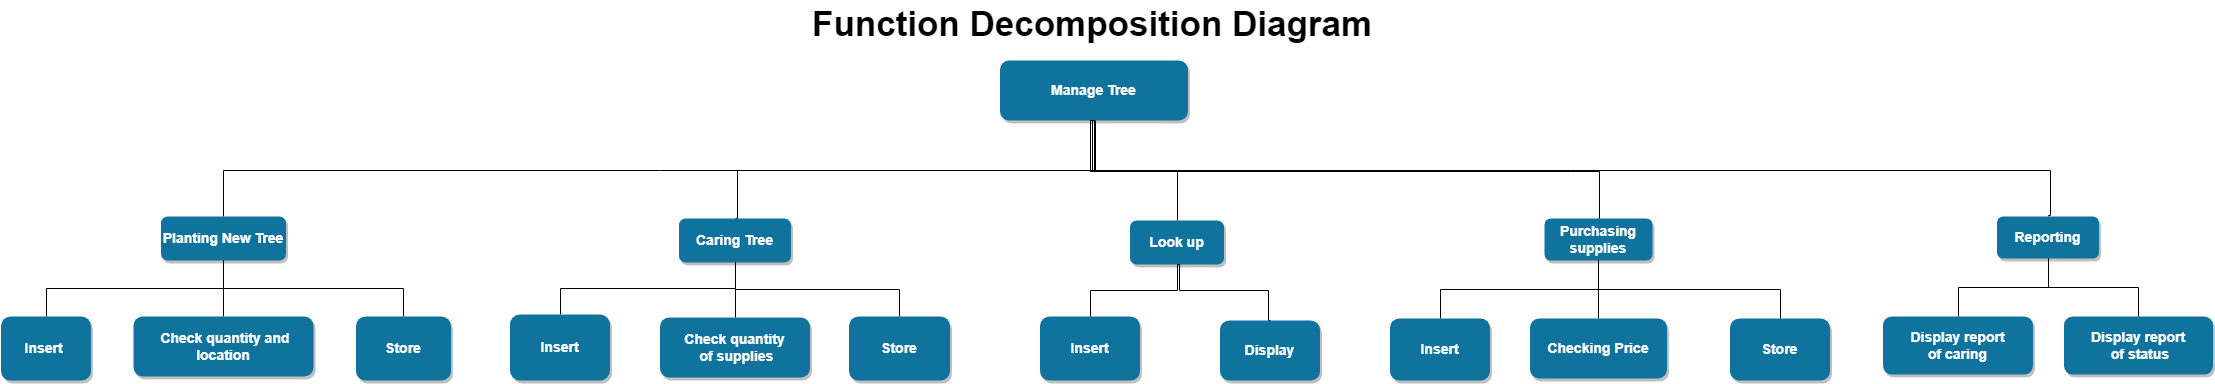 Function Decomposition Diagram
Manage Tree
Planting New Tree
Caring Tree
Look up
Purchasing
supplies
Reporting
Insert
Check quantity and
location
Store
Insert
Check quantity
of supplies
Store
Insert
Display
Insert
Checking Price
Store
Display report
of caring
Display report
of status